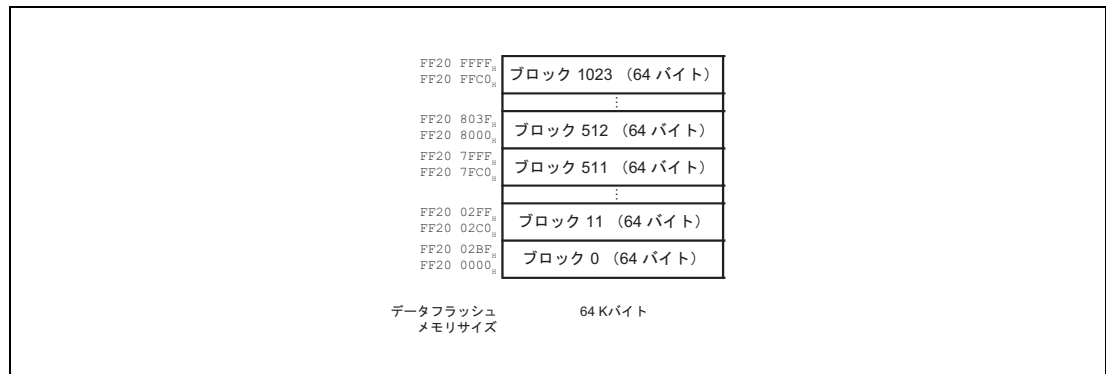 FF20 FFFFH
FF20 FFC0H
ブロック 1023 (64 バイト)
⋮
FF20 803FH
FF20 8000H
ブロック 512 (64 バイト)
FF20 7FFFH
FF20 7FC0H
ブロック 511 (64 バイト)
⋮
FF20 02FFH
FF20 02C0H
ブロック 11 (64 バイト)
FF20 02BFH
FF20 0000H
ブロック 0 (64 バイト)
データフラッシュ 64 Kバイト
メモリサイズ